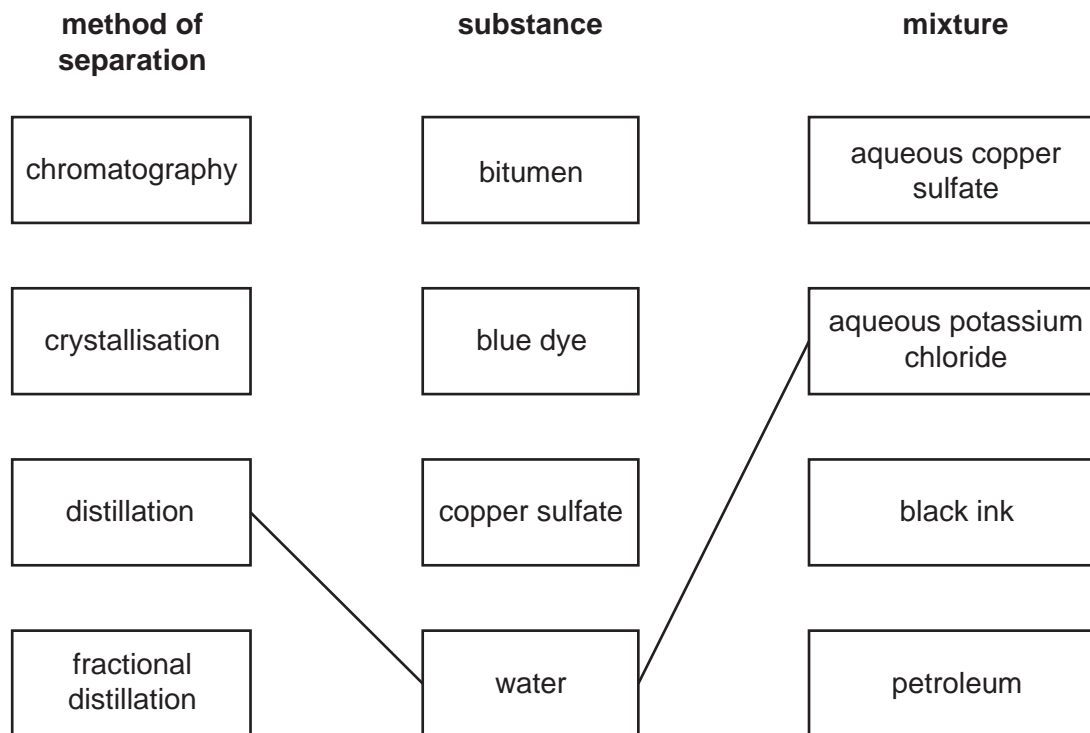 method of
separation
substance
mixture
chromatography
bitumen
aqueous copper
sulfate
crystallisation
blue dye
aqueous potassium
chloride
distillation
copper sulfate
black ink
fractional
distillation
water
petroleum